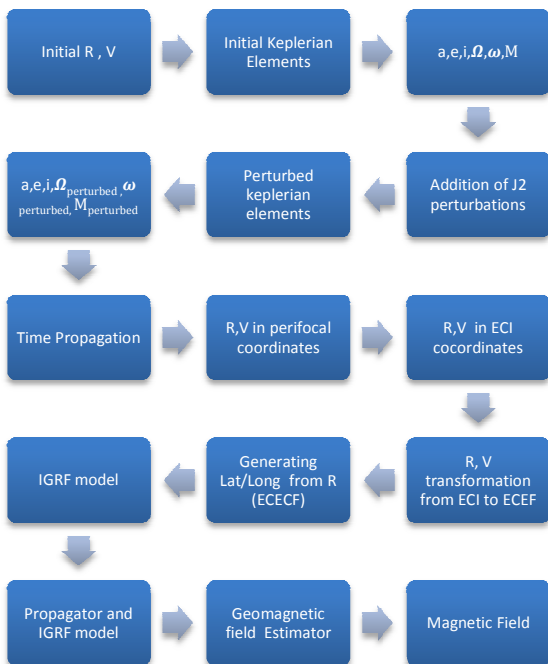 Initial R , V
Initial Keplerian
Elements
a,e,i,𝜴,𝝎,M
a,e,i,𝜴perturbed,𝝎
perturbed, Mperturbed
Perturbed
keplerian
elements
Addition of J2
perturbations
Time Propagation
R,V in perifocal
coordinates
R,V in ECI
cocordinates
IGRF model
Generating
Lat/Long from R
(ECECF)
R, V
transformation
from ECI to ECEF
Propagator and
IGRF model
Geomagnetic
field Estimator
Magnetic Field